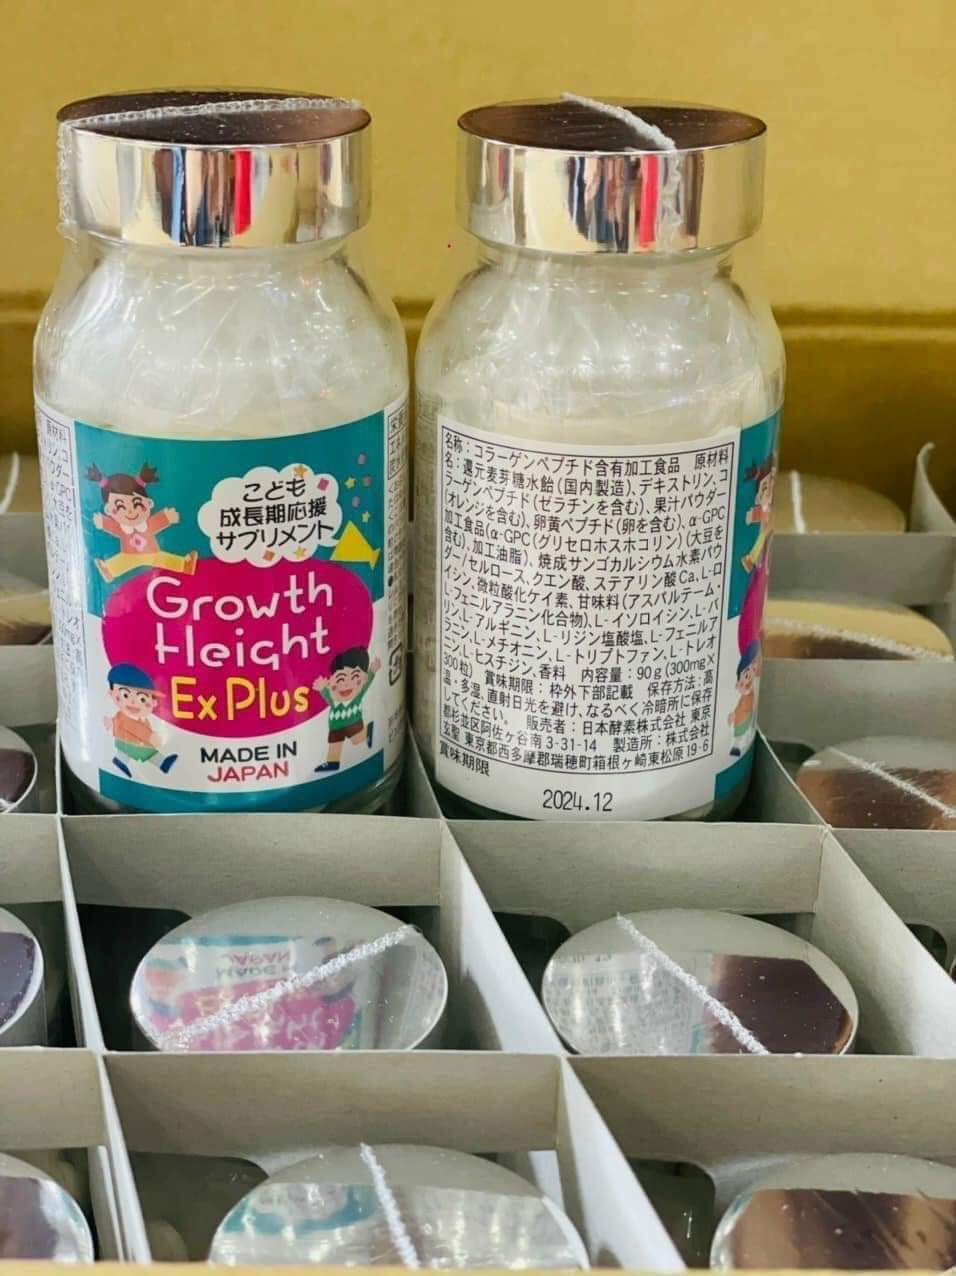 こども
成長期応援
サプリメント
Growth
Height
Ex Plus
MADE IN
JAPAN
名称：コラーゲンペプチド含有加工食品　原材料
名：還元麦芽糖水飴(国内製造)、デキストリン、コ
ラーゲンペプチド(ゼラチンを含む)、果汁パウダー
(オレンジを含む)、卵黄ペプチド(卵を含む)、α-GPC
加工食品(α-GPC(グリセロホスホコリン)(大豆を
含む)、加工油脂)、焼成サンゴカルシウム水素パウ
ダー/セルロース、クエン酸、ステアリン酸Ca、L-ロ
イシン、微粒酸化ケイ素、甘味料(アスパルテーム・
L-フェニルアラニン化合物)、L-イソロイシン、L-バ
リン、L-アルギニン、L-リジン塩酸塩、L-フェニルア
ラニン、L-メチオニン、L-トリプトファン、L-トレオ
ニン、L-ヒスチジン、香料　内容量：90g(300mg×
300粒)　賞味期限：枠外下部記載　保存方法：高
温・多湿、直射日光を避け、なるべく冷暗所に保存
してください。　販売者：日本酵素株式会社 東京
都杉並区阿佐ヶ谷南3-31-14　製造所：株式会社
玄聖 東京都西多摩郡瑞穂町箱根ヶ崎東松原19-6
賞味期限
2024.12